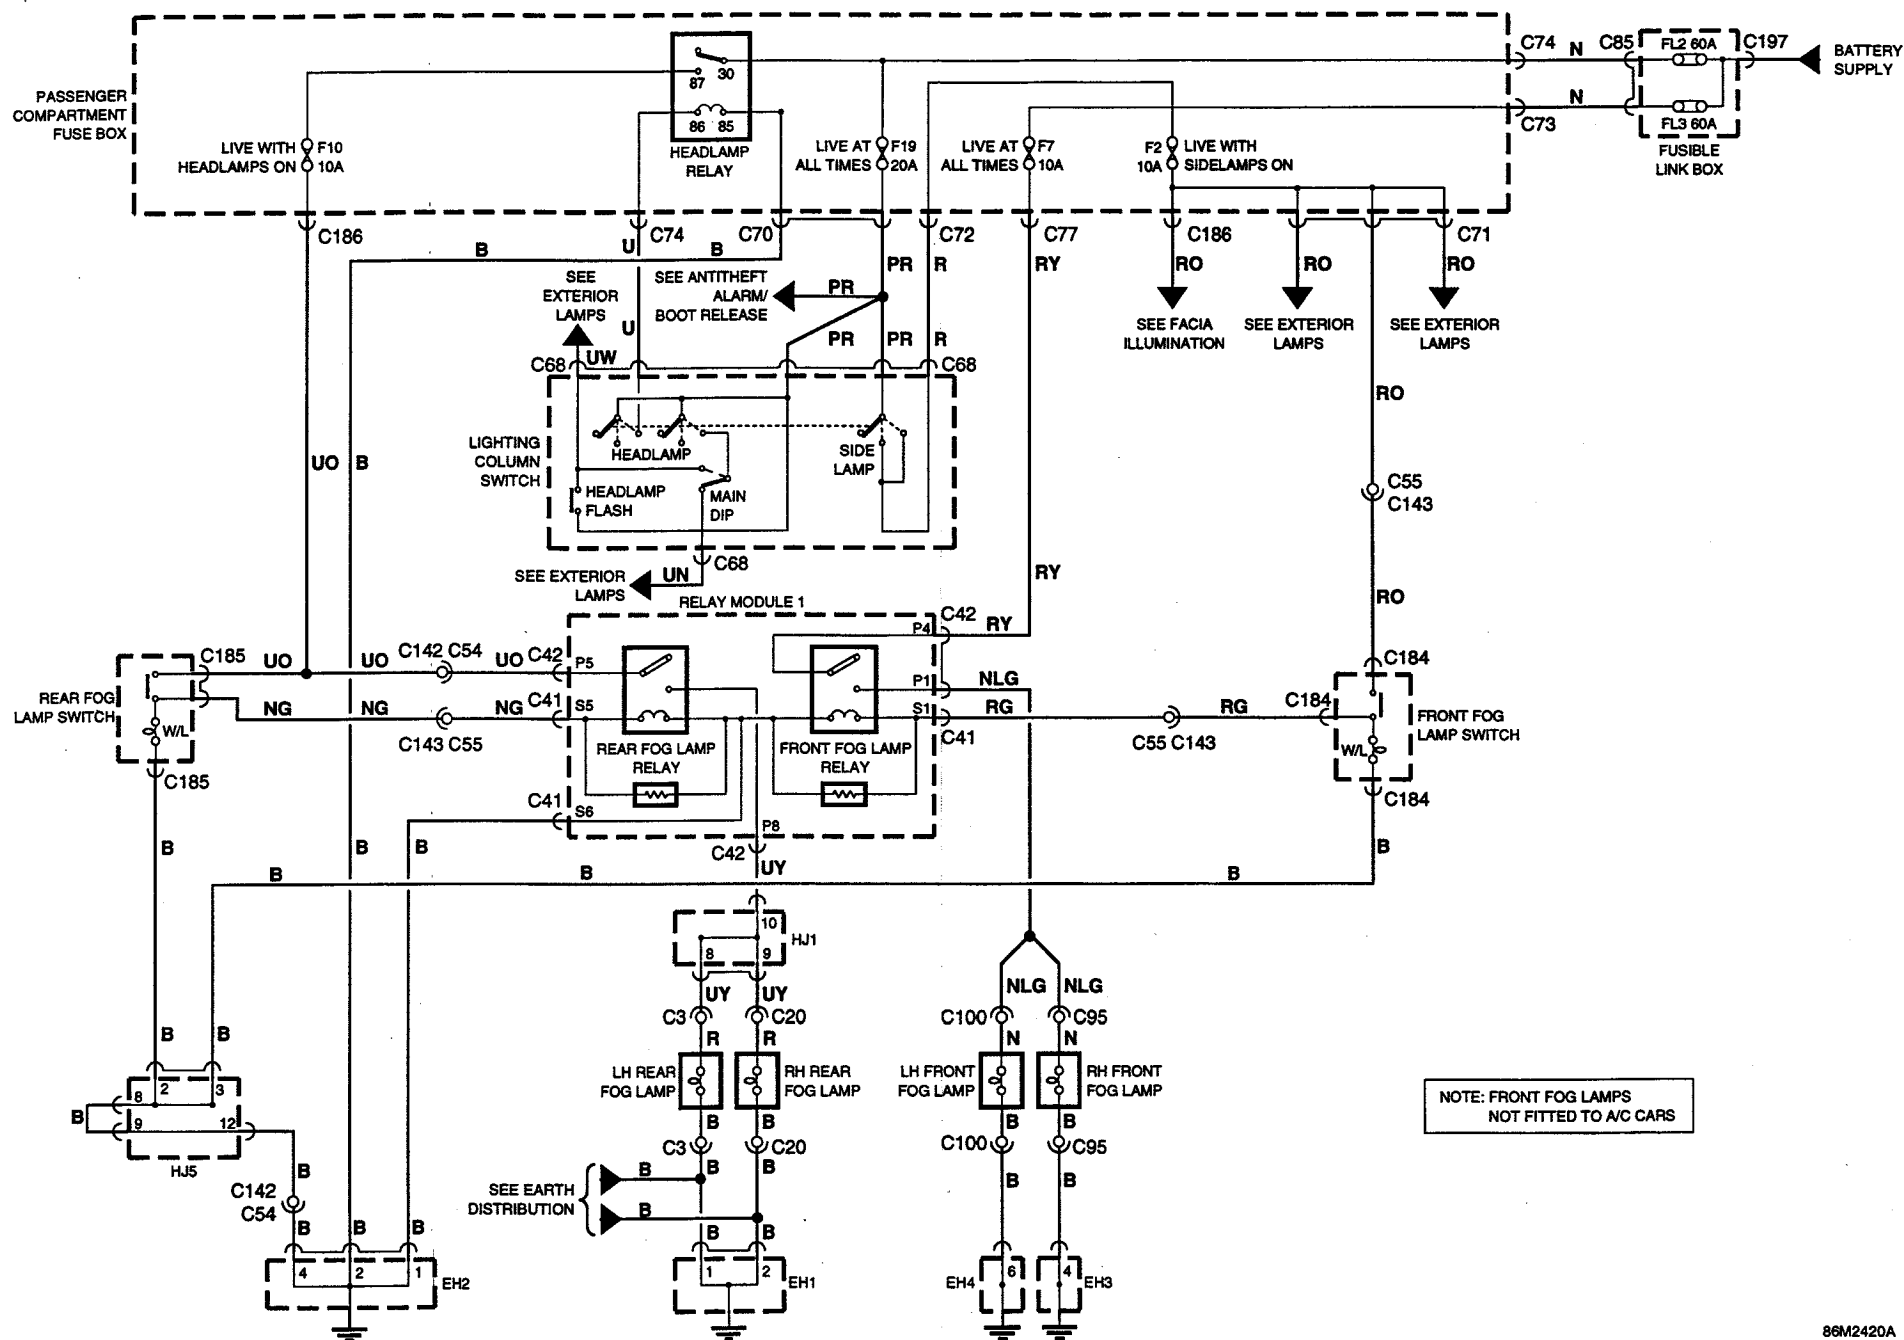 PASSENGER
COMPARTMENT
FUSE BOX
LIVE WITH
HEADLAMPS ON
F10
10A
87 30
86 85
HEADLAMP
RELAY
LIVE AT
ALL TIMES
F19
20A
LIVE AT
ALL TIMES
F7
10A
F2
10A
LIVE WITH
SIDELAMPS ON
C74
N
C85
FL2 60A
C197
BATTERY
SUPPLY
C73
N
FL3 60A
FUSIBLE
LINK BOX
C186
C74
C70
C72
C77
C186
C71
B
U
B
PR
R
RY
RO
RO
RO
SEE
EXTERIOR
LAMPS
SEE ANTITHEFT
ALARM/
BOOT RELEASE
PR
SEE FACIA
ILLUMINATION
SEE EXTERIOR
LAMPS
SEE EXTERIOR
LAMPS
U
PR
PR
R
C68
UW
C68
RO
LIGHTING
COLUMN
SWITCH
HEADLAMP
SIDE
LAMP
HEADLAMP
FLASH
MAIN
DIP
UO
B
C55
C143
C68
SEE EXTERIOR
LAMPS
UN
RY
RO
RELAY MODULE 1
C42
P4
RY
C185
UO
UO
C142 C54
UO
C42
P5
P1
NLG
C184
REAR FOG
LAMP SWITCH
W/L
NG
NG
NG
C41
S5
C143 C55
S1
RG
C41
C55 C143
RG
C184
FRONT FOG
LAMP SWITCH
W/L
REAR FOG LAMP
RELAY
FRONT FOG LAMP
RELAY
C185
C41
S6
P8
C184
B
B
B
C42
UY
B
B
B
B
10
HJ1
8
9
UY
UY
NLG
NLG
C3
C20
C100
C95
B
B
R
R
N
N
LH REAR
FOG LAMP
RH REAR
FOG LAMP
LH FRONT
FOG LAMP
RH FRONT
FOG LAMP
NOTE: FRONT FOG LAMPS
NOT FITTED TO A/C CARS
2
3
8
B
9
12
HJ5
B
B
B
B
C3
C20
C100
C95
B
B
B
B
B
B
C142
C54
SEE EARTH
DISTRIBUTION
B
B
B
B
B
B
B
4
2
1
EH2
1
2
EH1
EH4
6
4
EH3
86M2420A